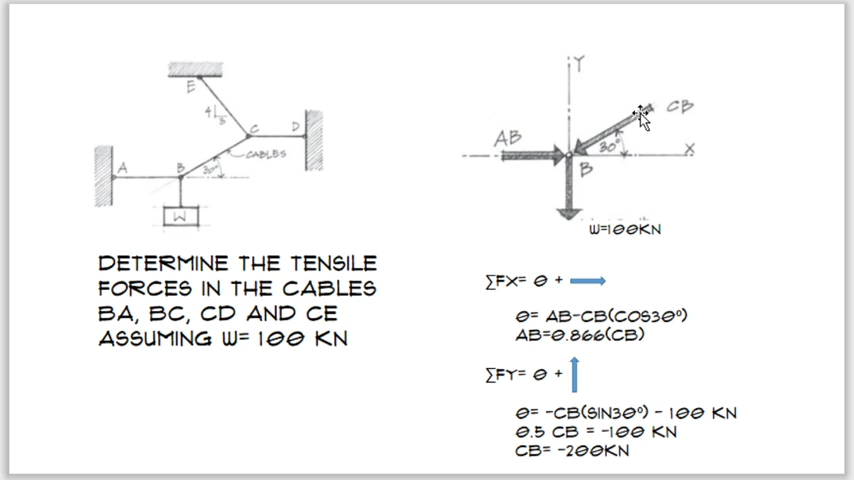 E
4
3
C
D
A
B
CABLES
30°
W
DETERMINE THE TENSILE
FORCES IN THE CABLES
BA, BC, CD AND CE
ASSUMING W= 100 KN
Y
CB
AB
30°
X
B
W=100KN
∑FX= 0 +
0= AB-CB(COS30°)
AB=0.866(CB)
∑FY= 0 +
0= -CB(SIN30°) - 100 KN
0.5 CB = -100 KN
CB= -200KN